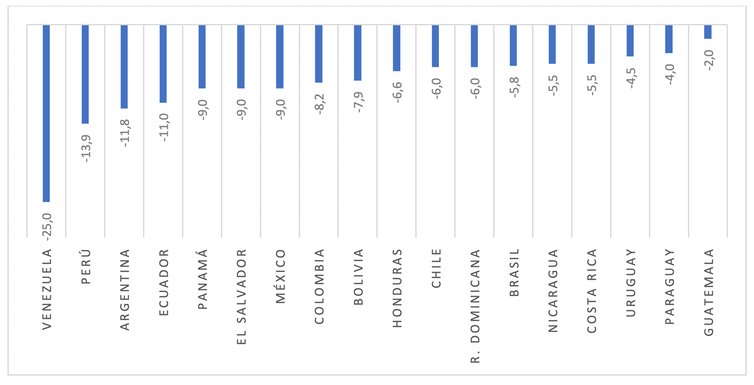 -25,0
-13,9
-11,8
-11,0
-9,0
-9,0
-9,0
-8,2
-7,9
-6,6
-6,0
-6,0
-5,8
-5,5
-5,5
-4,5
-4,0
-2,0
VENEZUELA
PERÚ
ARGENTINA
ECUADOR
PANAMÁ
EL SALVADOR
MÉXICO
COLOMBIA
BOLIVIA
HONDURAS
CHILE
R. DOMINICANA
BRASIL
NICARAGUA
COSTA RICA
URUGUAY
PARAGUAY
GUATEMALA